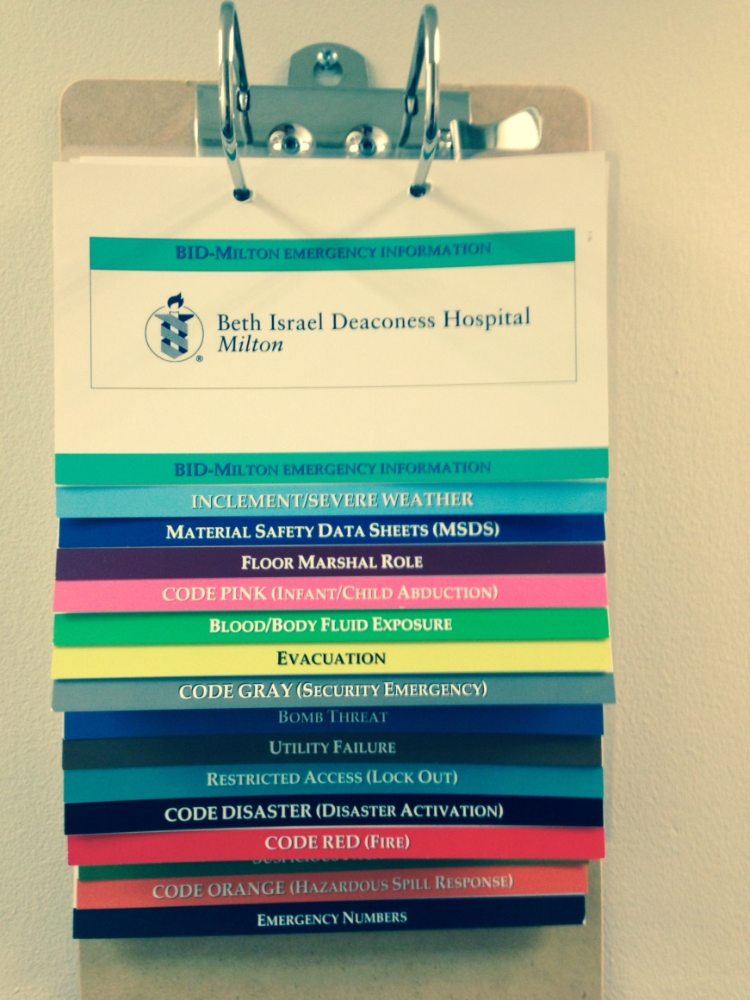 BID-MILTON EMERGENCY INFORMATION
Beth Israel Deaconess Hospital
Milton
®
BID-MILTON EMERGENCY INFORMATION
INCLEMENT/SEVERE WEATHER
MATERIAL SAFETY DATA SHEETS (MSDS)
FLOOR MARSHAL ROLE
CODE PINK (INFANT/CHILD ABDUCTION)
BLOOD/BODY FLUID EXPOSURE
EVACUATION
CODE GRAY (SECURITY EMERGENCY)
BOMB THREAT
UTILITY FAILURE
RESTRICTED ACCESS (LOCK OUT)
CODE DISASTER (DISASTER ACTIVATION)
CODE RED (FIRE)
SUSPICIOUS
CODE ORANGE (HAZARDOUS SPILL RESPONSE)
EMERGENCY NUMBERS